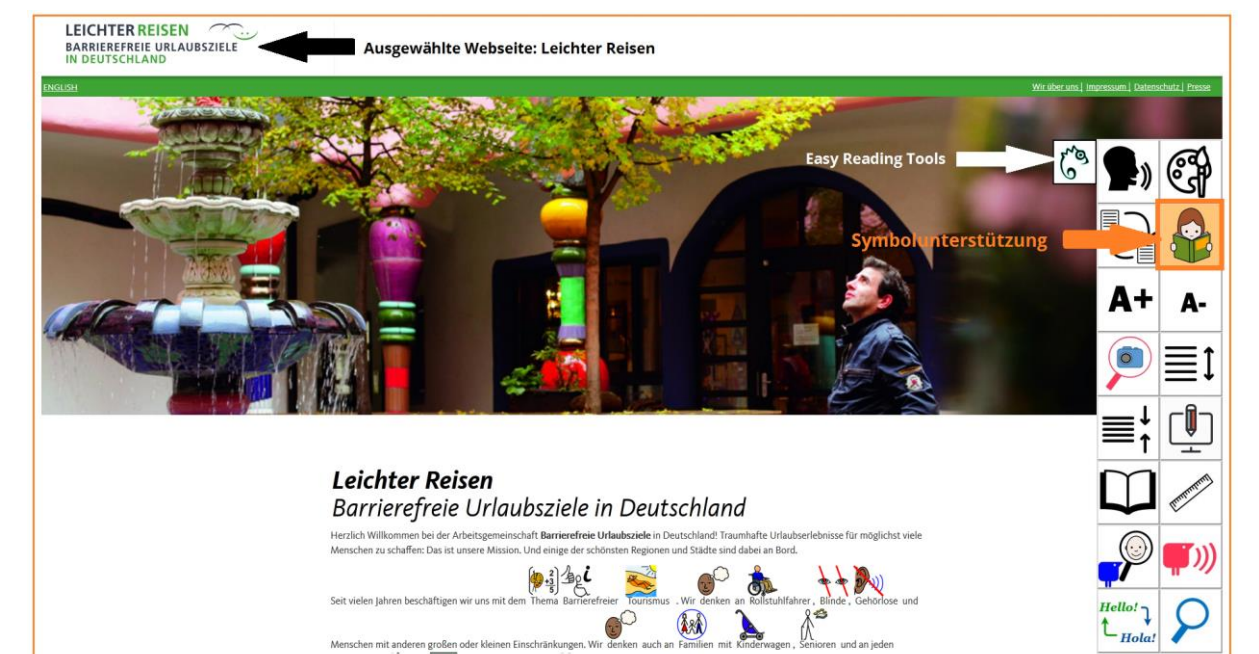 LEICHTER REISEN
BARRIEREFREIE URLAUBSZIELE
IN DEUTSCHLAND
Ausgewählte Webseite: Leichter Reisen
ENGLISH
Wir über uns | Impressum | Datenschutz | Presse
Easy Reading Tools
Symbolunterstützung
A+ A-
Leichter Reisen
Barrierefreie Urlaubsziele in Deutschland
Herzlich Willkommen bei der Arbeitsgemeinschaft Barrierefreie Urlaubsziele in Deutschland! Traumhafte Urlaubserlebnisse für möglichst viele
Menschen zu schaffen: Das ist unsere Mission. Und einige der schönsten Regionen und Städte sind dabei an Bord.
2
+3
5
i
Seit vielen Jahren beschäftigen wir uns mit dem Thema Barrierefreier Tourismus . Wir denken an Rollstuhlfahrer , Blinde , Gehörlose und
Menschen mit anderen großen oder kleinen Einschränkungen. Wir denken auch an Familien mit Kinderwagen , Senioren und an jeden
Hello!
Hola!